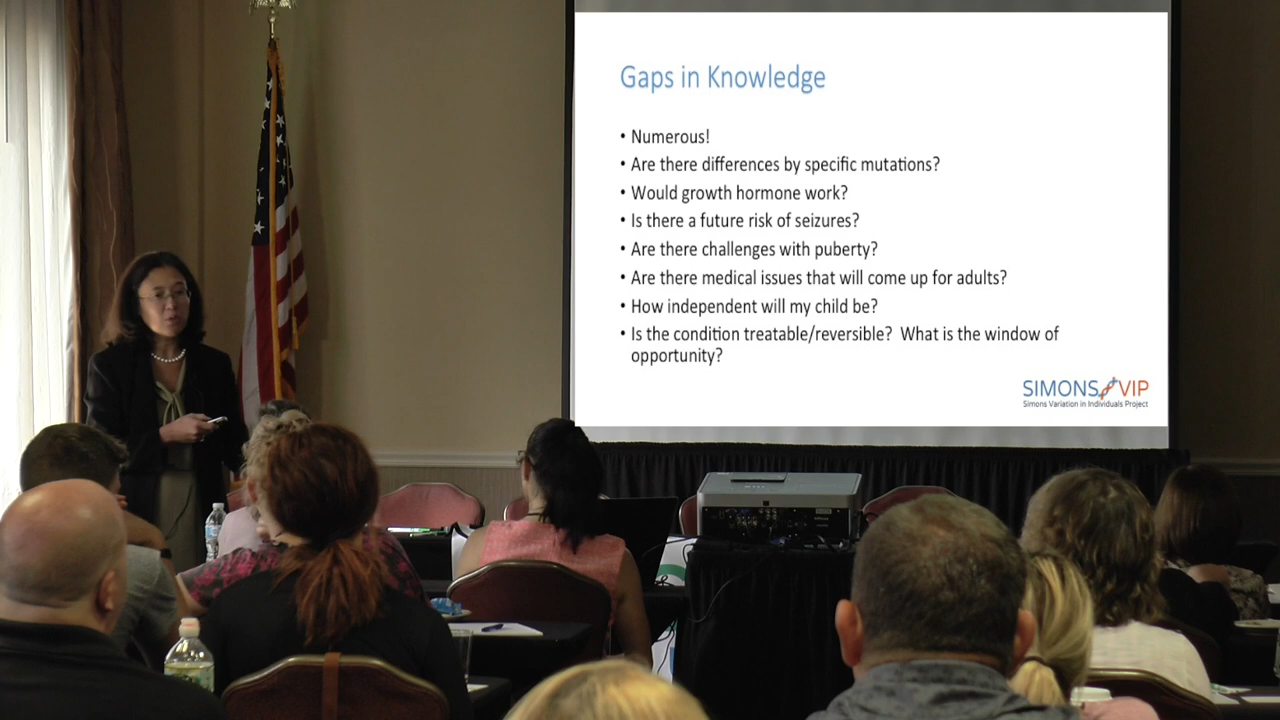 Gaps in Knowledge
• Numerous!
• Are there differences by specific mutations?
• Would growth hormone work?
• Is there a future risk of seizures?
• Are there challenges with puberty?
• Are there medical issues that will come up for adults?
• How independent will my child be?
• Is the condition treatable/reversible? What is the window of
opportunity?
SIMONS VIP
Simons Variation in Individuals Project